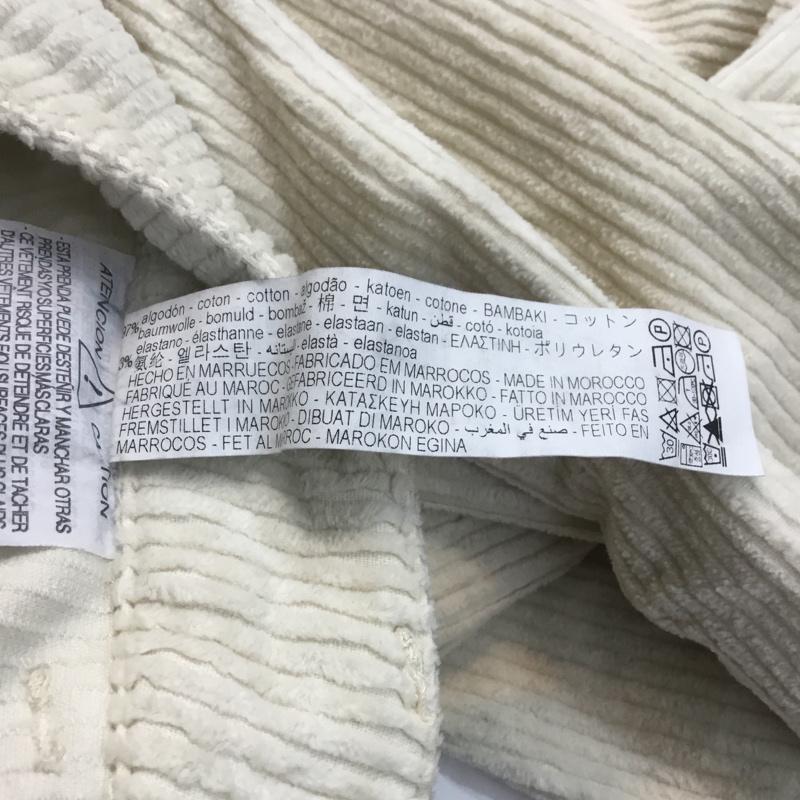 ATENCION
CAUTION
- ESTA PRENDA PUEDE DESTEÑIR Y MANCHAR OTRAS
PRENDAS Y/O SUPERFICIES MAS CLARAS
- CE VÊTEMENT RISQUE DE DETEINDRE ET DE TACHER
D'AUTRES VÊTEMENTS
97% algodón - coton - cotton - algodão - katoen - cotone - ΒΑΜΒΑΚΙ - コットン
baumwolle - bomuld - bombaž - 棉 - 면 - katun - قطن - cotó - kotoia
3% elastano - élasthanne - elastane - elastaan - elastan - ΕΛΑΣΤΙΝΗ - ポリウレタン
氨纶 - 엘라스탄 - elastà - elastanoa
HECHO EN MARRUECOS - FABRICADO EM MARROCOS - MADE IN MOROCCO
FABRIQUÉ AU MAROC - GEFABRICEERD IN MAROKKO - FATTO IN MAROCCO
HERGESTELLT IN MAROKKO - ΚΑΤΑΣΚΕΥΗ ΜΑΡΟΚΟ - ÜRETİM YERİ FAS
FREMSTILLET I MAROKKO - DIBUAT DI MAROKO - صنع في المغرب - FEITO EN
MARROCOS - FET AL MARROC - MAROKON EGINA
P
P
30